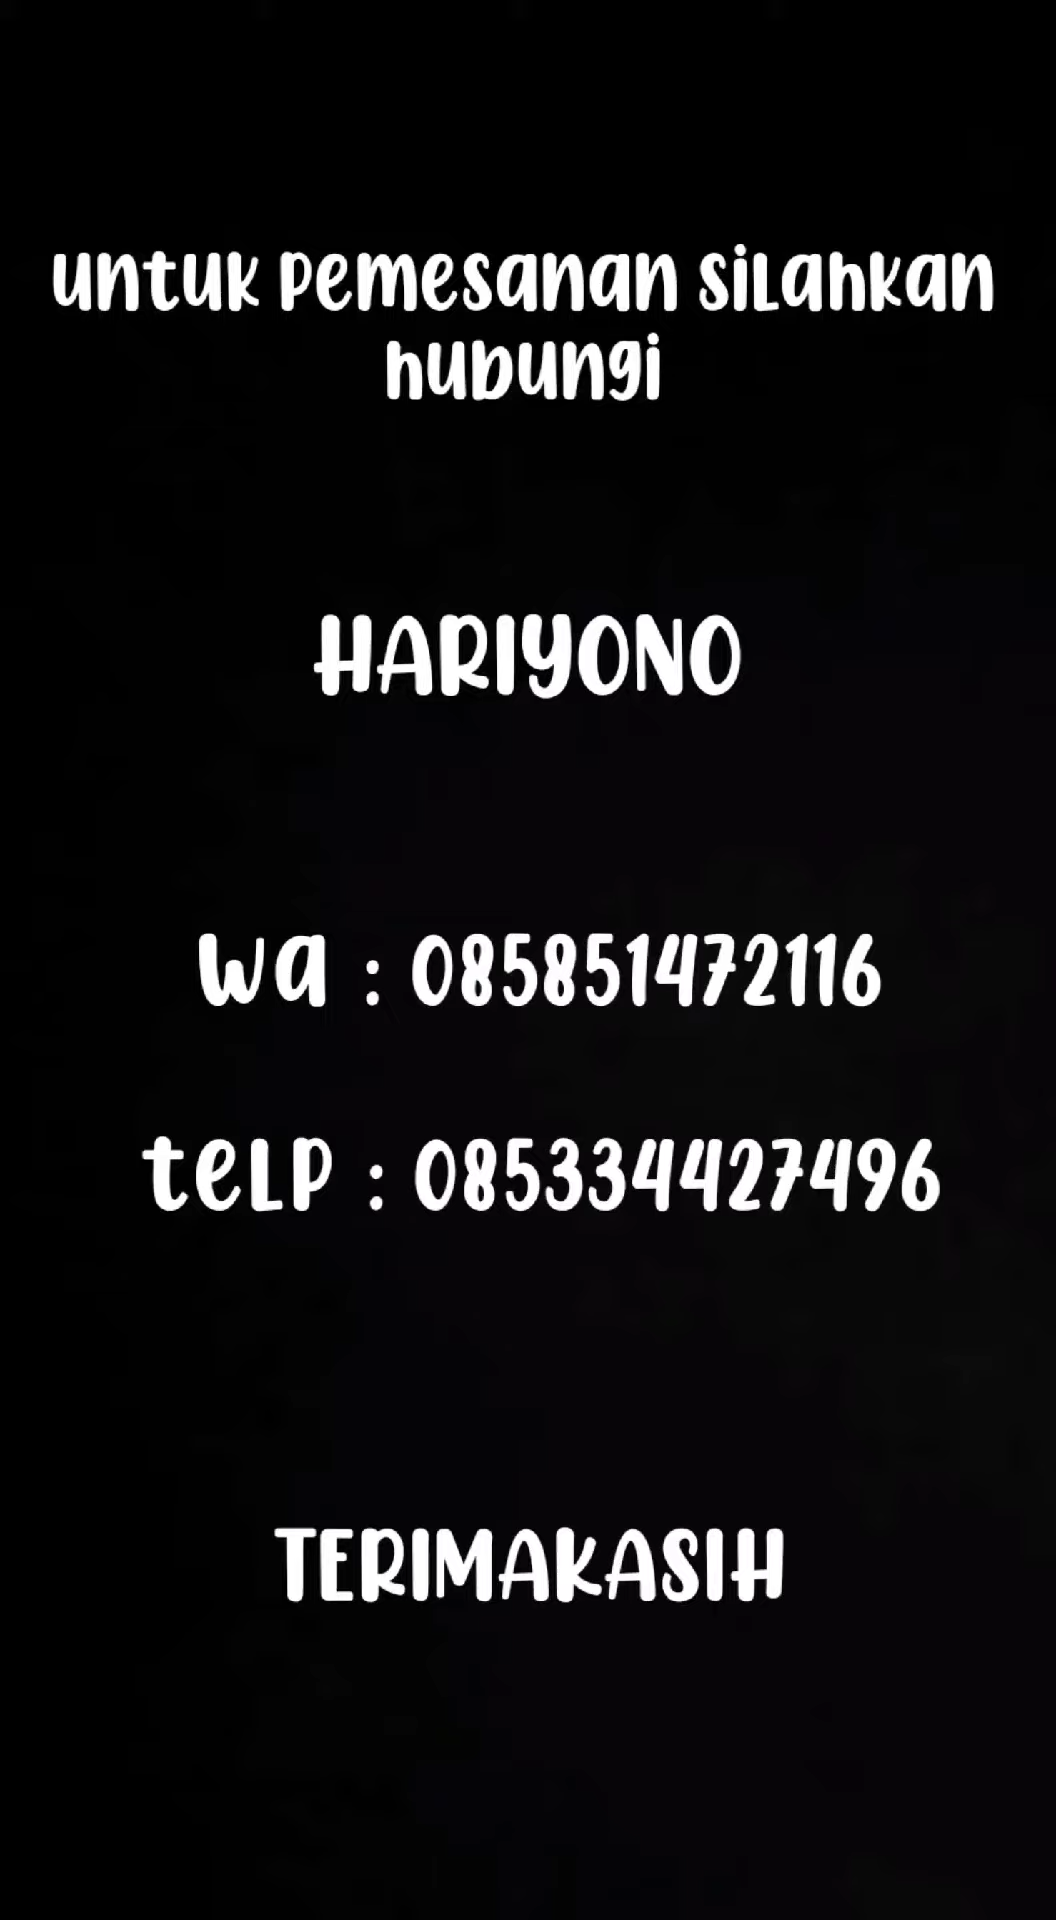 untuk pemesanan silahkan
hubungi
HARIYONO
wa : 085851472116
telp : 085334427496
TERIMAKASIH